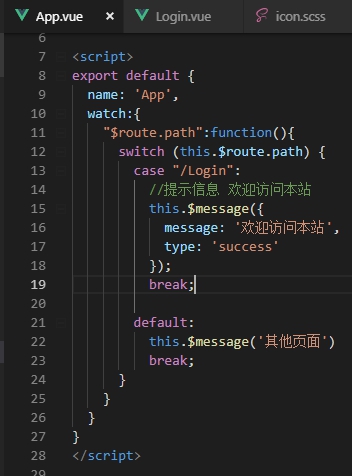 App.vue × Login.vue icon.scss
6
7 <script>
8 export default {
9 name: 'App',
10 watch:{
11 "$route.path":function(){
12 switch (this.$route.path) {
13 case "/Login":
14 //提示信息 欢迎访问本站
15 this.$message({
16 message: '欢迎访问本站',
17 type: 'success'
18 });
19 break;
20
21 default:
22 this.$message('其他页面')
23 break;
24 }
25 }
26 }
27 }
28 </script>
29